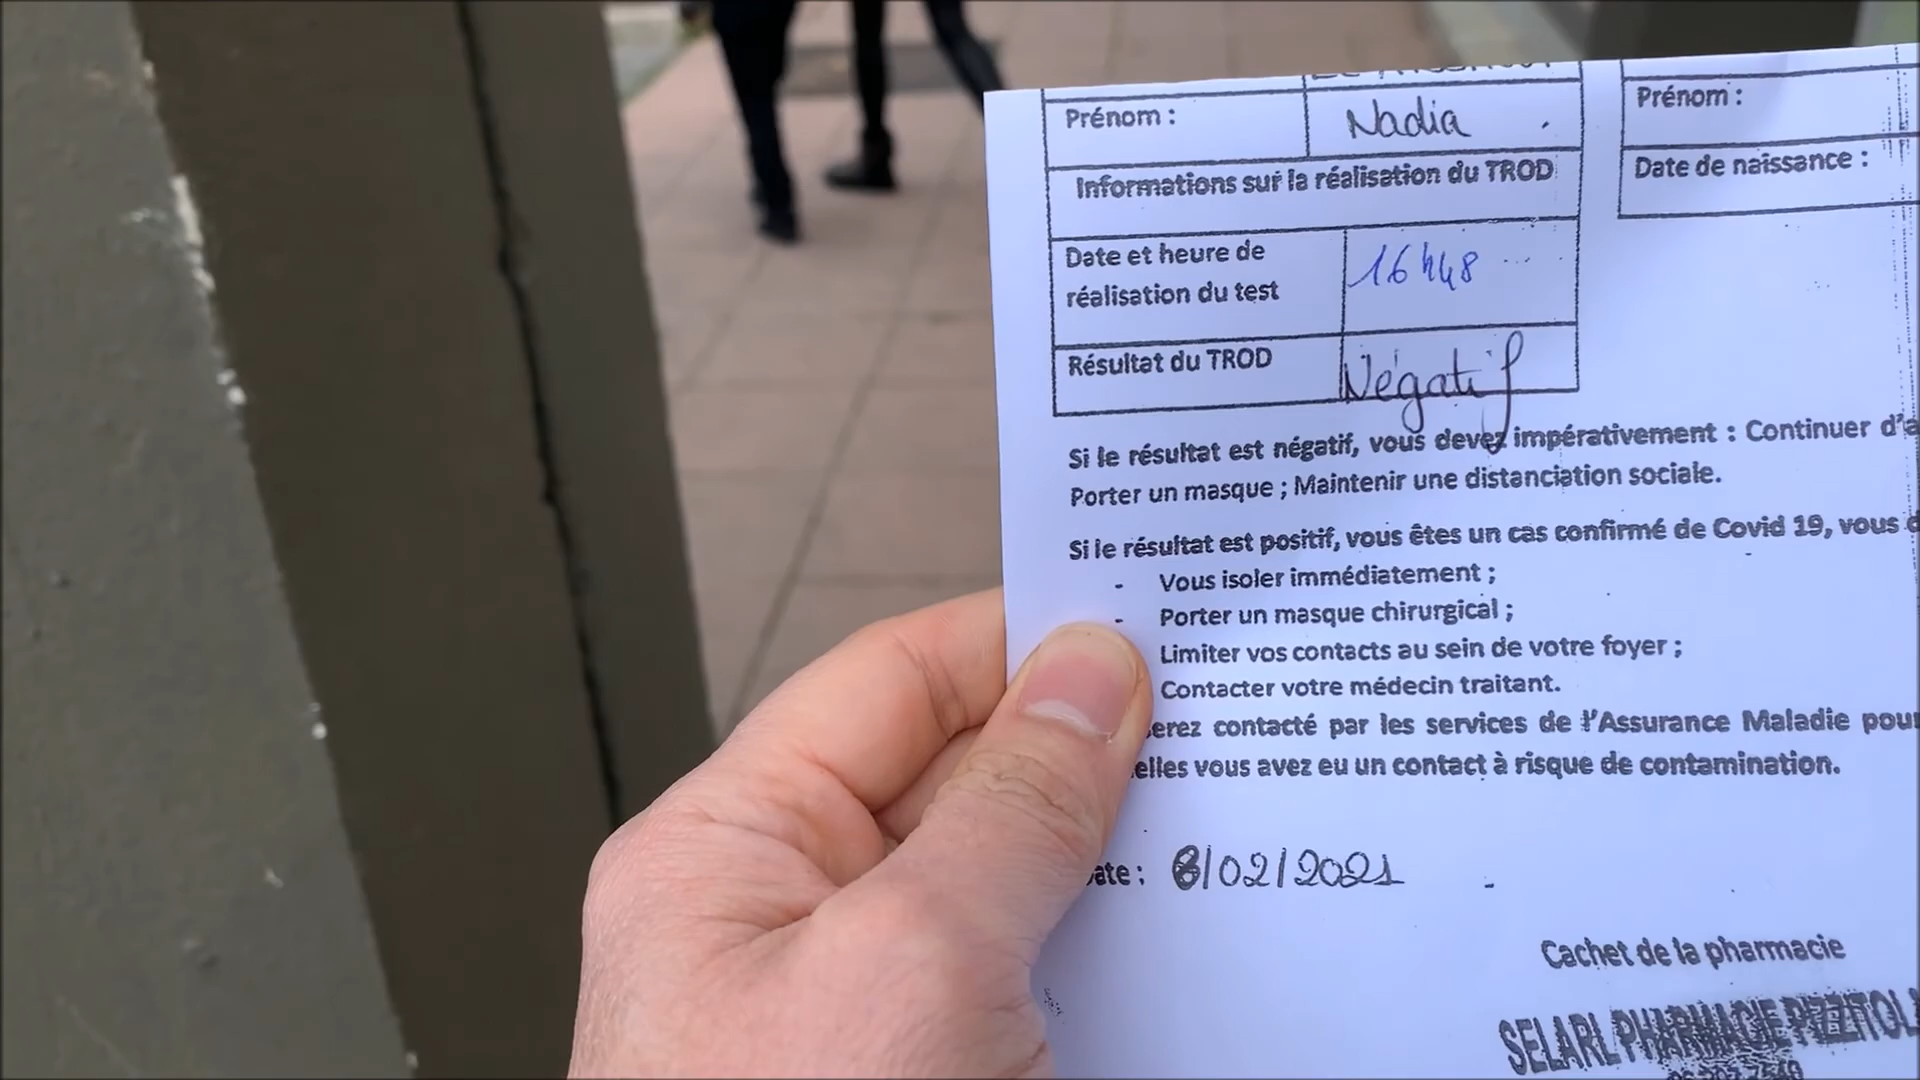 Prénom :
Nadia
Prénom :
Informations sur la réalisation du TROD
Date de naissance :
Date et heure de
réalisation du test
16h48
Résultat du TROD
Négatif
Si le résultat est négatif, vous devez impérativement : Continuer d'a
Porter un masque ; Maintenir une distanciation sociale.
Si le résultat est positif, vous êtes un cas confirmé de Covid 19, vous
- Vous isoler immédiatement ;
- Porter un masque chirurgical ;
Limiter vos contacts au sein de votre foyer ;
Contacter votre médecin traitant.
erez contacté par les services de l'Assurance Maladie pour
elles vous avez eu un contact à risque de contamination.
ate : 8/02/2021
Cachet de la pharmacie
SELARL PHARMACIE PIZZITOLA